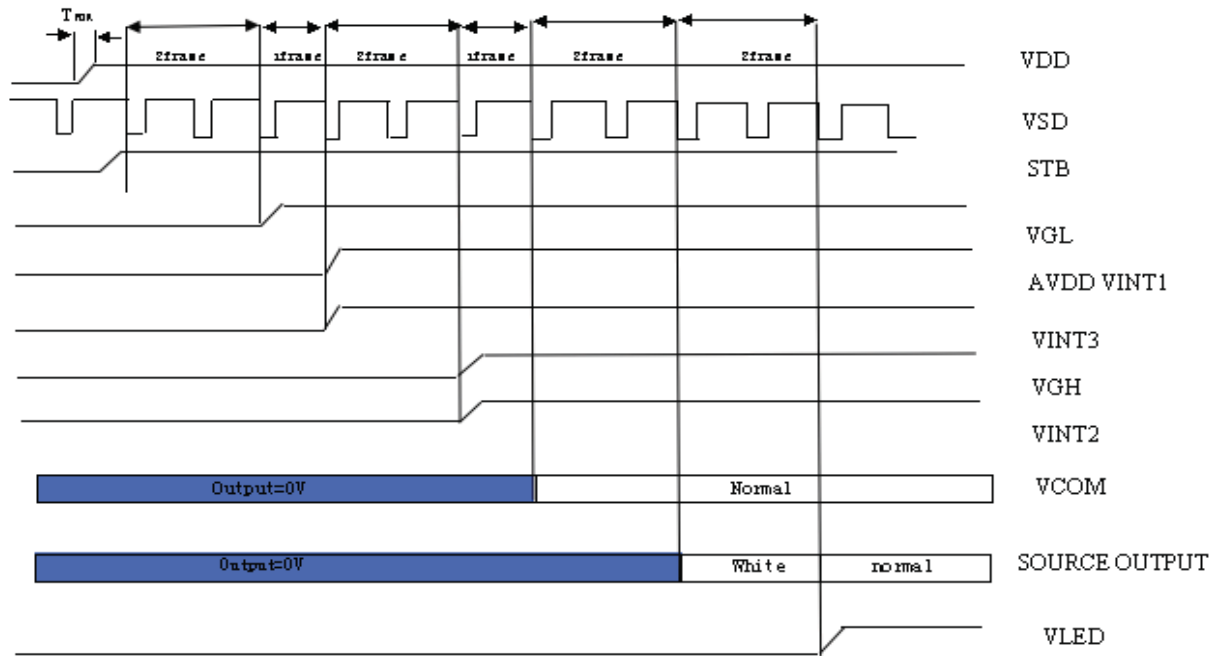 TPOR
2frame 1frame 2frame 1frame 2frame 2frame
VDD
VSD
STB
VGL
AVDD VINT1
VINT3
VGH
VINT2
Output=0V Normal VCOM
Output=0V White normal SOURCE OUTPUT
VLED